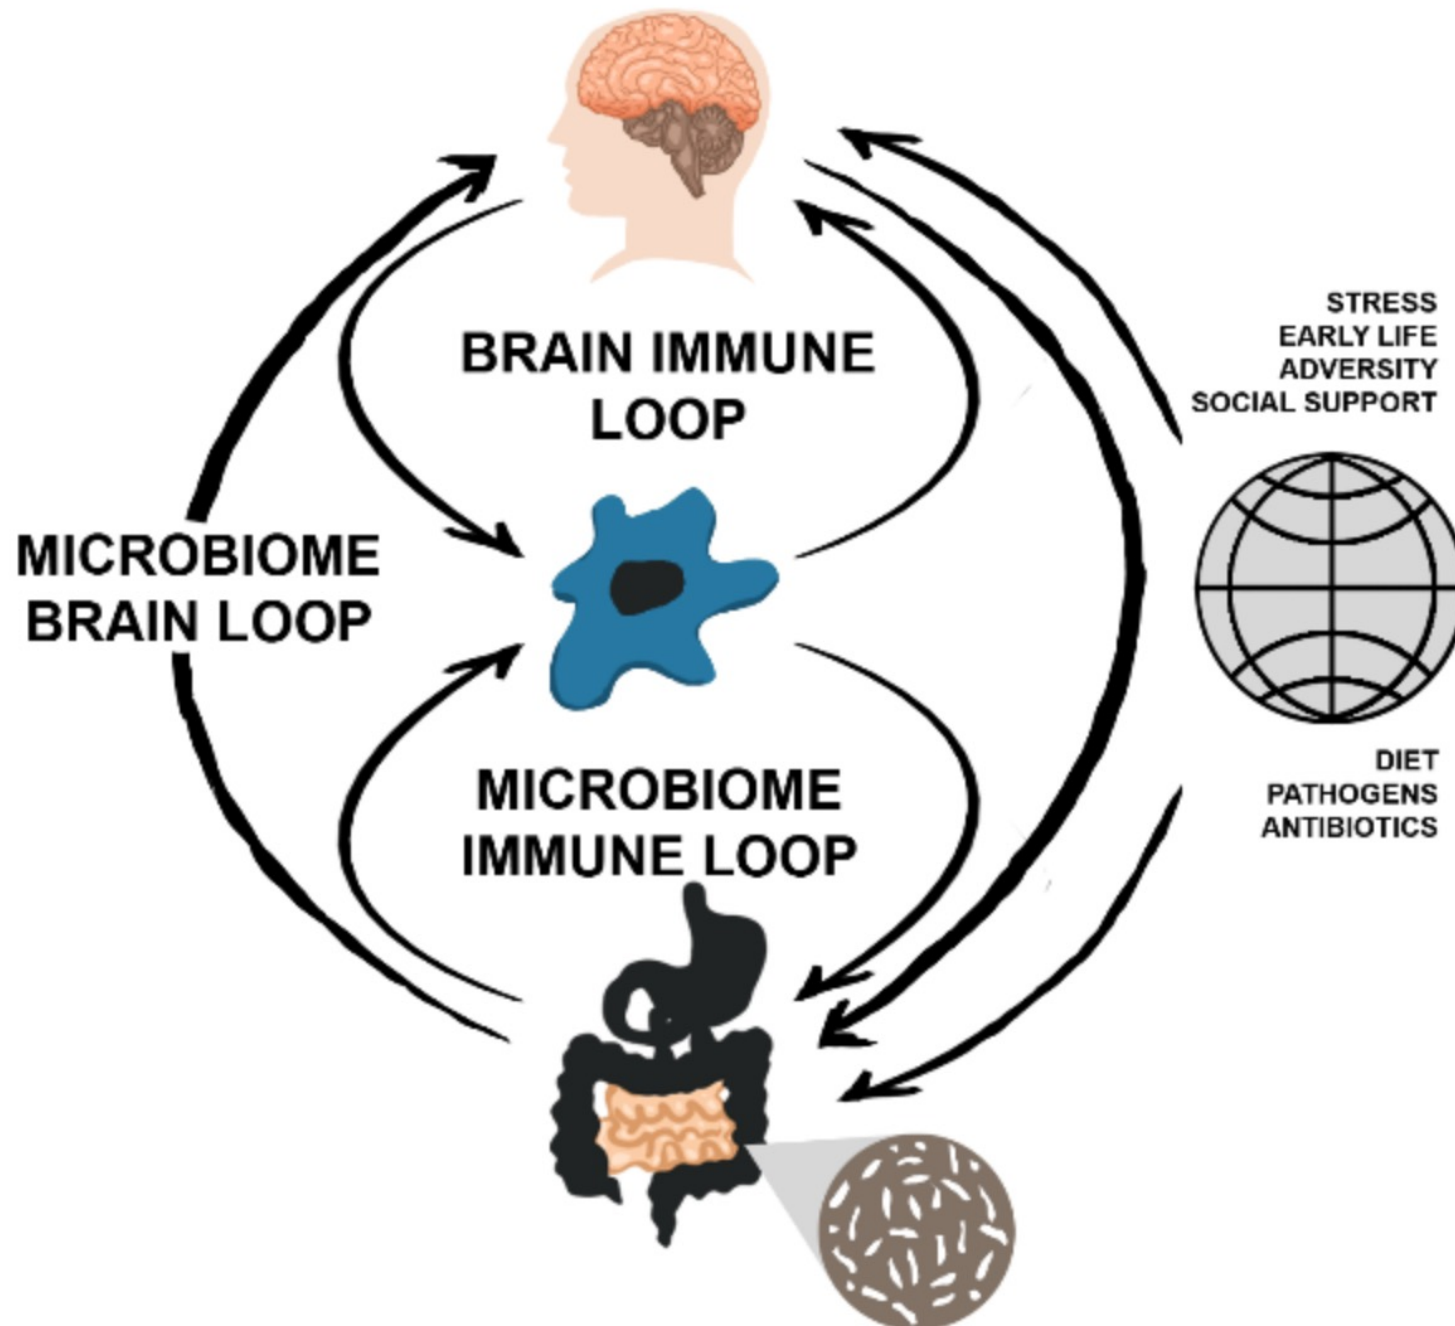 BRAIN IMMUNE
LOOP
STRESS
EARLY LIFE
ADVERSITY
SOCIAL SUPPORT
MICROBIOME
BRAIN LOOP
MICROBIOME
IMMUNE LOOP
DIET
PATHOGENS
ANTIBIOTICS